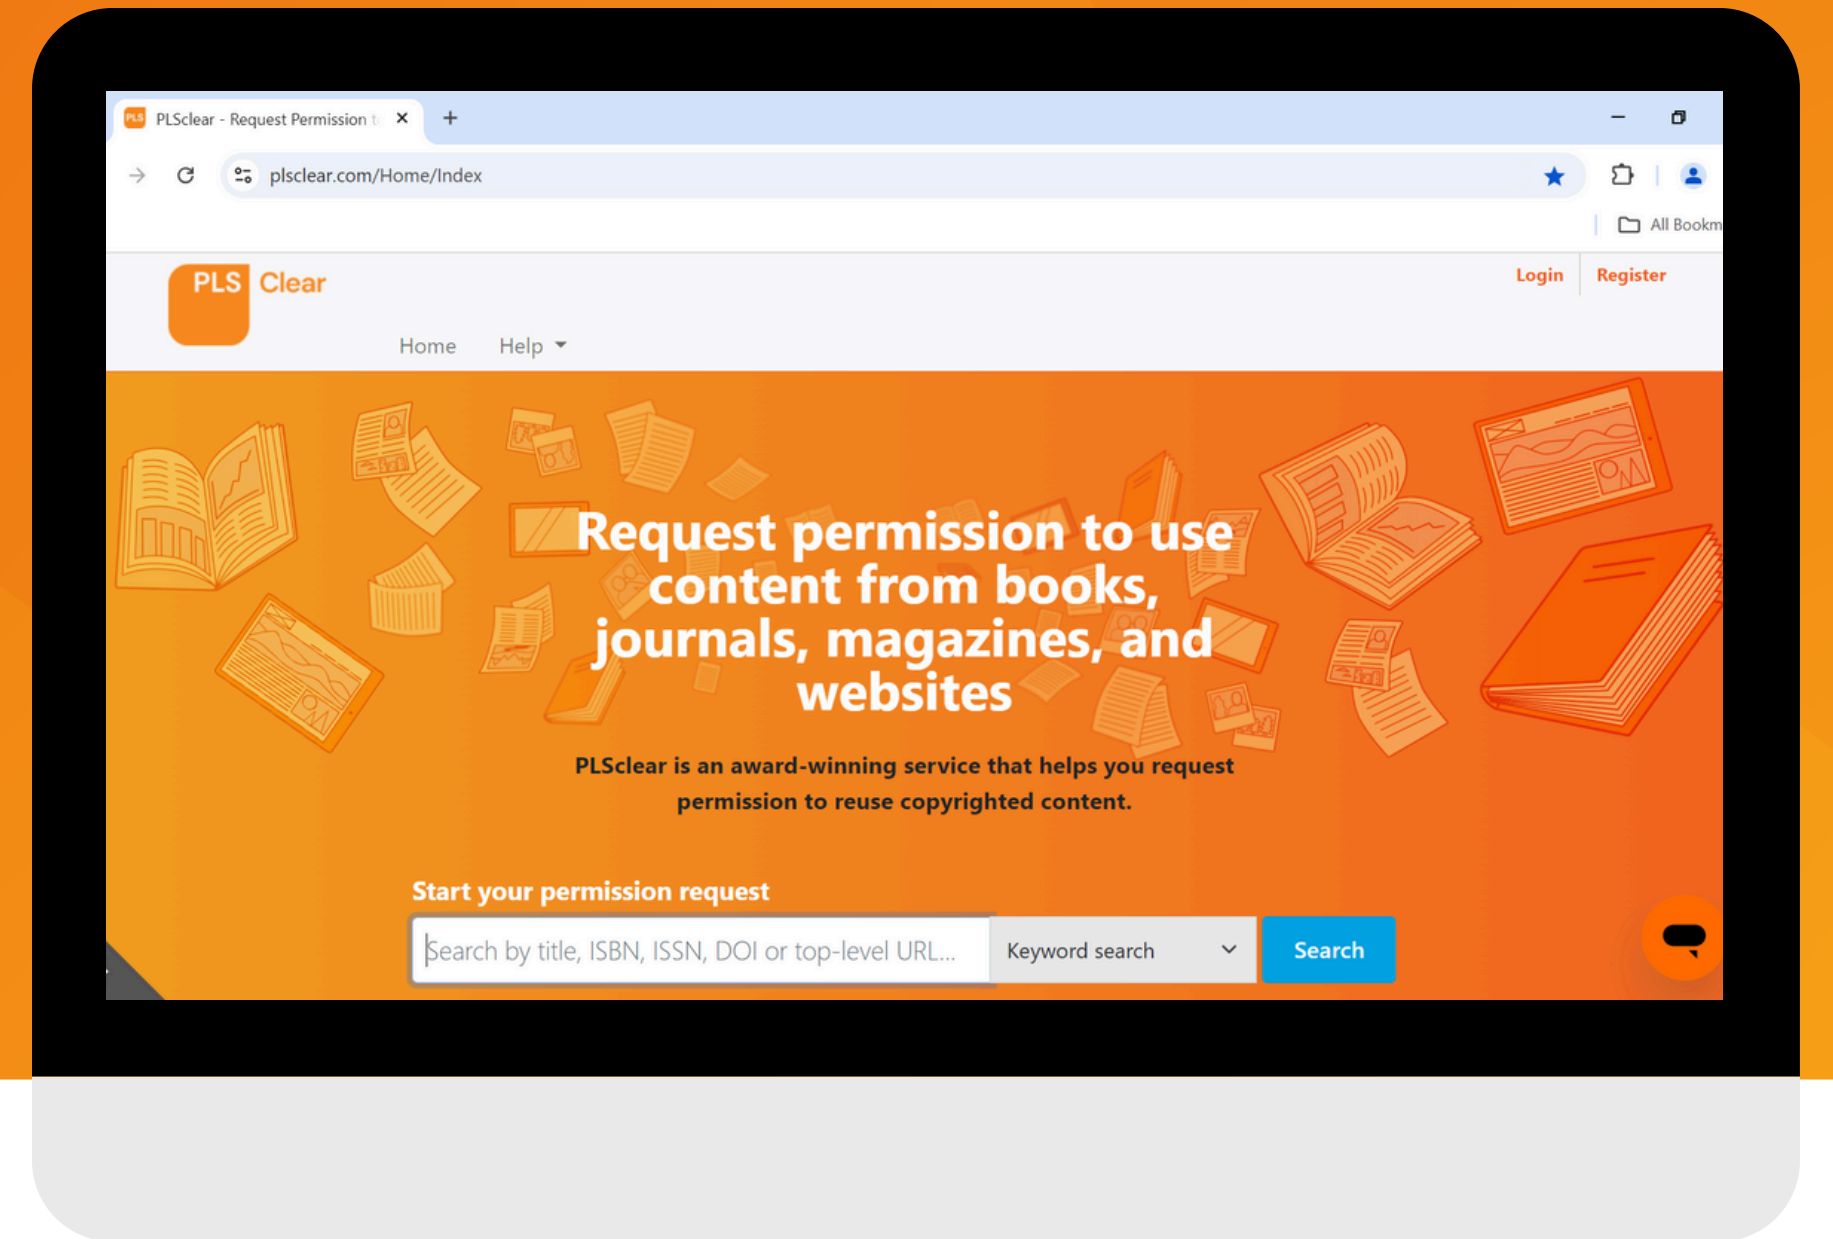 PLS
PLSclear - Request Permission t
plsclear.com/Home/Index
All Bookm
PLS Clear
Login
Register
Home
Help
Request permission to use
content from books,
journals, magazines, and
websites
PLSclear is an award-winning service that helps you request
permission to reuse copyrighted content.
Start your permission request
Search by title, ISBN, ISSN, DOI or top-level URL...
Keyword search
Search